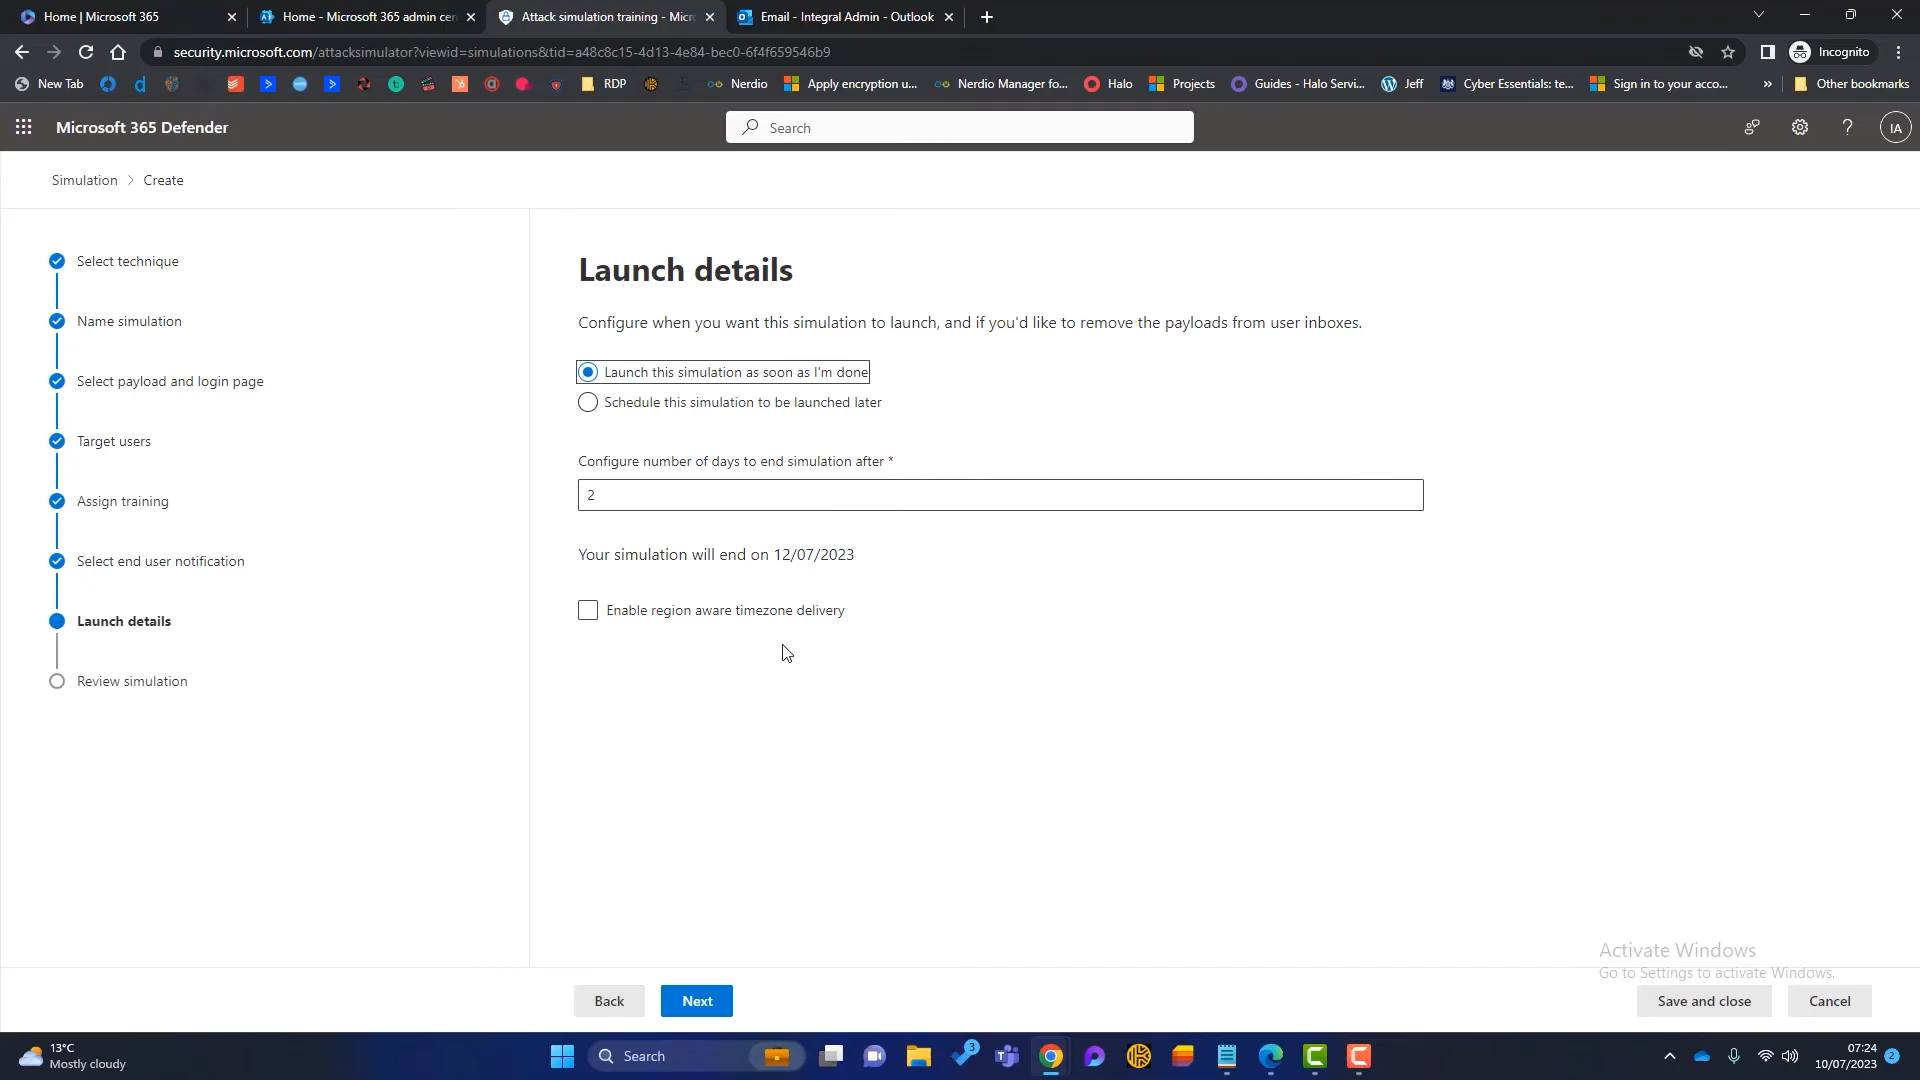 Home | Microsoft 365
Home - Microsoft 365 admin cen
Attack simulation training - Micro
Email - Integral Admin - Outlook
security.microsoft.com/attacksimulator?viewid=simulations&tid=a48c8c15-4d13-4e84-bec0-6f4f659546b9
Incognito
New Tab
RDP
Nerdio
Apply encryption u...
Nerdio Manager fo...
Halo
Projects
Guides - Halo Servi...
Jeff
Cyber Essentials: te...
Sign in to your acco...
»
Other bookmarks
Microsoft 365 Defender
Search
IA
Simulation > Create
Select technique
Name simulation
Select payload and login page
Target users
Assign training
Select end user notification
Launch details
Review simulation
Launch details
Configure when you want this simulation to launch, and if you'd like to remove the payloads from user inboxes.
Launch this simulation as soon as I'm done
Schedule this simulation to be launched later
Configure number of days to end simulation after *
2
Your simulation will end on 12/07/2023
Enable region aware timezone delivery
Activate Windows
Go to Settings to activate Windows.
Back
Next
Save and close
Cancel
13°C
Mostly cloudy
Search
3
07:24
10/07/2023
2